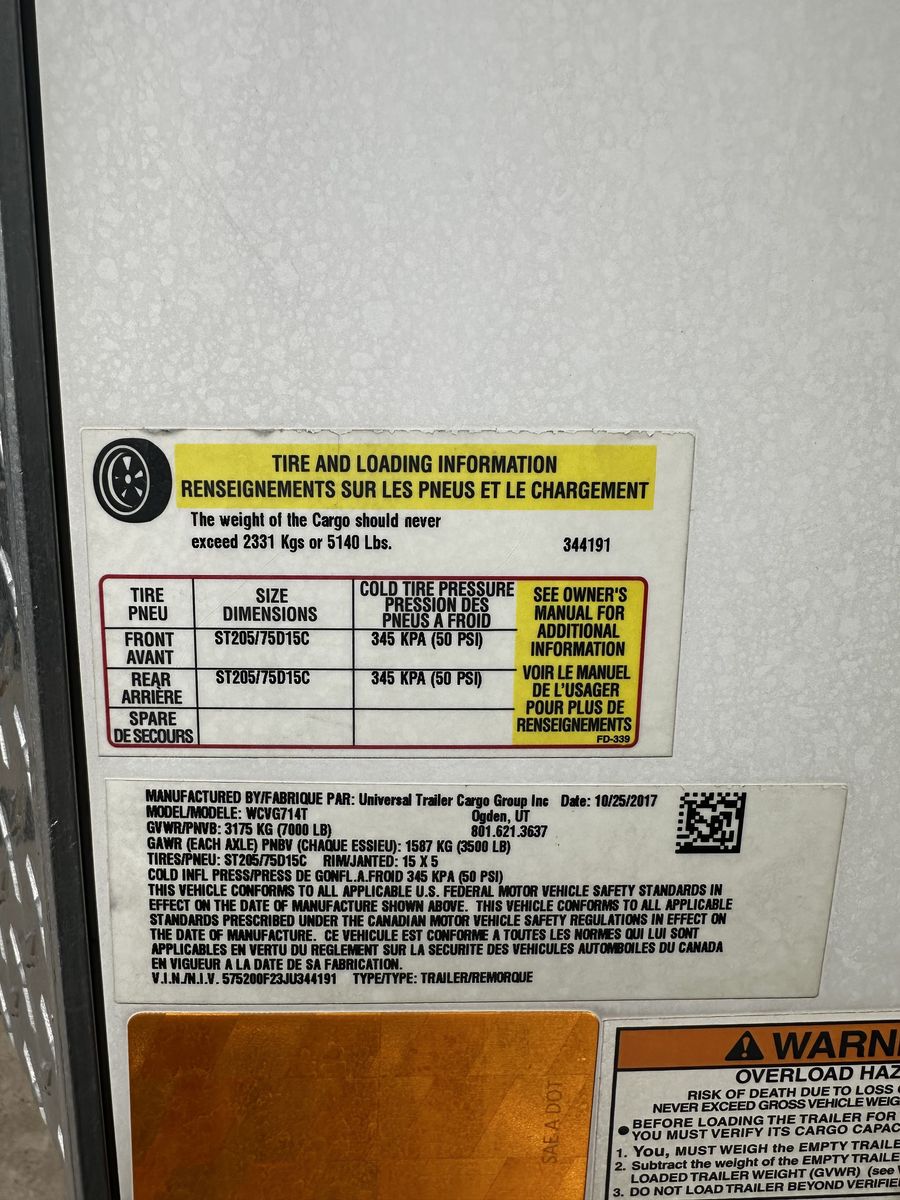 TIRE AND LOADING INFORMATION
RENSEIGNEMENTS SUR LES PNEUS ET LE CHARGEMENT
The weight of the Cargo should never
exceed 2331 Kgs or 5140 Lbs. 344191
TIRE PNEU
SIZE DIMENSIONS
COLD TIRE PRESSURE
PRESSION DES
PNEUS A FROID
FRONT AVANT
ST205/75D15C
345 KPA (50 PSI)
REAR ARRIÈRE
ST205/75D15C
345 KPA (50 PSI)
SPARE DE SECOURS
SEE OWNER'S
MANUAL FOR
ADDITIONAL
INFORMATION
VOIR LE MANUEL
DE L'USAGER
POUR PLUS DE
RENSEIGNEMENTS
FD-339
MANUFACTURED BY/FABRIQUE PAR: Universal Trailer Cargo Group Inc Date: 10/25/2017
MODEL/MODELE: WCVG714T Ogden, UT
GVWR/PNVB: 3175 KG (7000 LB) 801.621.3637
GAWR (EACH AXLE) PNBV (CHAQUE ESSIEU): 1587 KG (3500 LB)
TIRES/PNEU: ST205/75D15C RIM/JANTED: 15 X 5
COLD INFL PRESS/PRESS DE GONFL.A.FROID 345 KPA (50 PSI)
THIS VEHICLE CONFORMS TO ALL APPLICABLE U.S. FEDERAL MOTOR VEHICLE SAFETY STANDARDS IN
EFFECT ON THE DATE OF MANUFACTURE SHOWN ABOVE. THIS VEHICLE CONFORMS TO ALL APPLICABLE
STANDARDS PRESCRIBED UNDER THE CANADIAN MOTOR VEHICLE SAFETY REGULATIONS IN EFFECT ON
THE DATE OF MANUFACTURE. CE VEHICULE EST CONFORME A TOUTES LES NORMES QUI LUI SONT
APPLICABLES EN VERTU DU REGLEMENT SUR LA SECURITE DES VEHICULES AUTOMBOILES DU CANADA
EN VIGUEUR A LA DATE DE SA FABRICATION.
V.I.N./N.I.V. 575200F23JU344191 TYPE/TYPE: TRAILER/REMORQUE
SAE A DOT
WARN
OVERLOAD HAZ
RISK OF DEATH DUE TO LOSS
NEVER EXCEED GROSS VEHICLE WEIG
● BEFORE LOADING THE TRAILER FOR
YOU MUST VERIFY ITS CARGO CAPAC
1. You, MUST WEIGH the EMPTY TRAILE
2. Subtract the weight of the EMPTY TRAILE
LOADED TRAILER WEIGHT (GVWR) (see
3. DO NOT LOAD TRAILER BEYOND VERIFIE